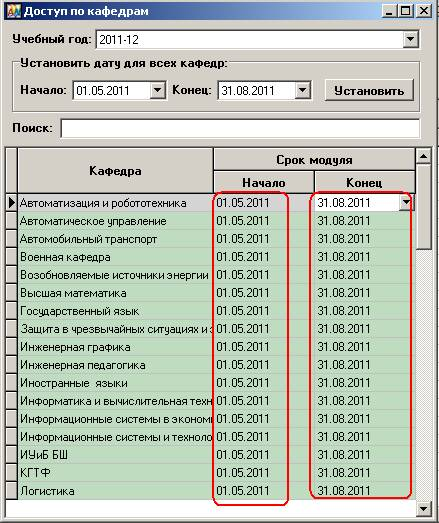 Доступ по кафедрам
Учебный год: 2011-12
Установить дату для всех кафедр:
Начало: 01.05.2011 Конец: 31.08.2011 Установить
Поиск:
Кафедра Срок модуля
Начало Конец
Автоматизация и робототехника 01.05.2011 31.08.2011
Автоматическое управление 01.05.2011 31.08.2011
Автомобильный транспорт 01.05.2011 31.08.2011
Военная кафедра 01.05.2011 31.08.2011
Возобновляемые источники энергии 01.05.2011 31.08.2011
Высшая математика 01.05.2011 31.08.2011
Государственный язык 01.05.2011 31.08.2011
Защита в чрезвычайных ситуациях и э 01.05.2011 31.08.2011
Инженерная графика 01.05.2011 31.08.2011
Инженерная педагогика 01.05.2011 31.08.2011
Иностранные языки 01.05.2011 31.08.2011
Информатика и вычислительная техн 01.05.2011 31.08.2011
Информационные системы в эконом 01.05.2011 31.08.2011
Информационные системы и техноло 01.05.2011 31.08.2011
ИУиБ БШ 01.05.2011 31.08.2011
КГТФ 01.05.2011 31.08.2011
Логистика 01.05.2011 31.08.2011